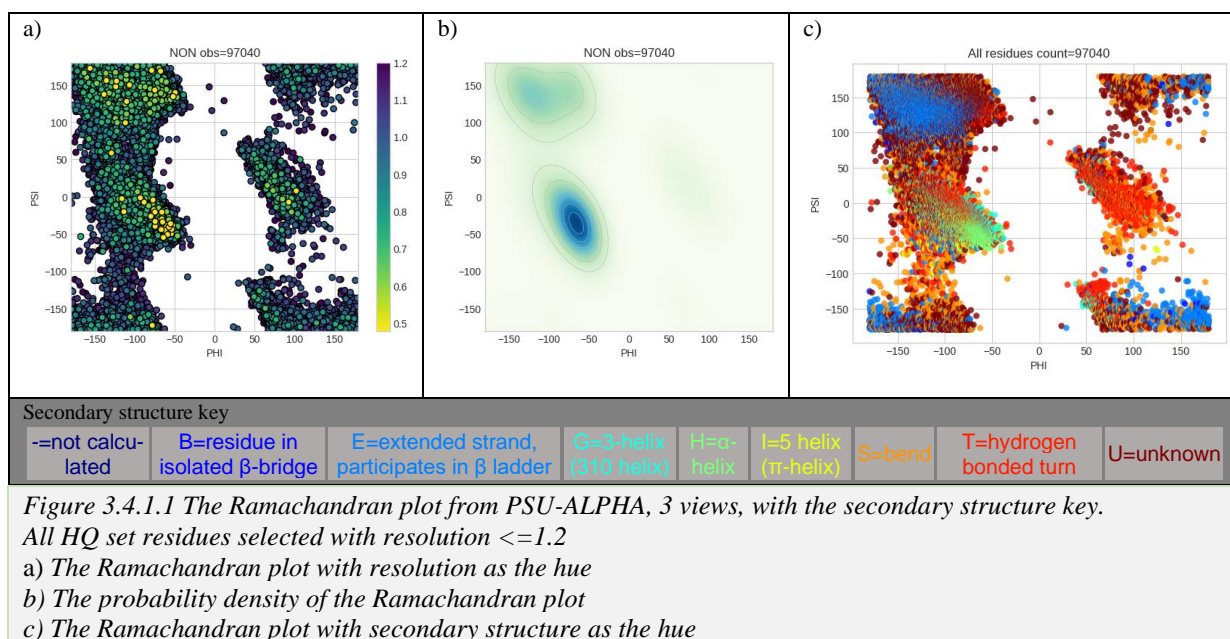 a)
NON obs=97040
150
100
50
0
−50
−100
−150
PSI
−150 −100 −50 0 50 100 150
PHI
1.2
1.1
1.0
0.9
0.8
0.7
0.6
0.5
b)
NON obs=97040
150
100
50
0
−50
−100
−150
PSI
−150 −100 −50 0 50 100 150
PHI
c)
All residues count=97040
150
100
50
0
−50
−100
−150
PSI
−150 −100 −50 0 50 100 150
PHI
Secondary structure key
-=not calcu-
lated
B=residue in
isolated β-bridge
E=extended strand,
participates in β ladder
G=3-helix
(310 helix)
H=α-
helix
I=5 helix
(π-helix)
S=bend
T=hydrogen
bonded turn
U=unknown
Figure 3.4.1.1 The Ramachandran plot from PSU-ALPHA, 3 views, with the secondary structure key.
All HQ set residues selected with resolution <=1.2
a) The Ramachandran plot with resolution as the hue
b) The probability density of the Ramachandran plot
c) The Ramachandran plot with secondary structure as the hue